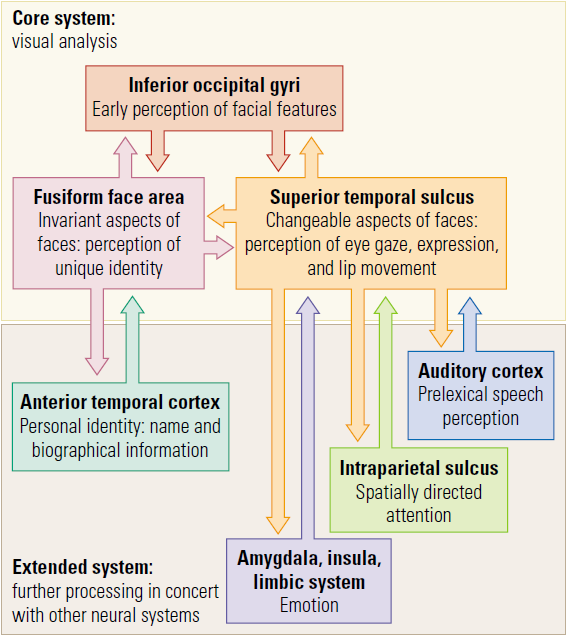 Core system:
visual analysis
Inferior occipital gyri
Early perception of facial features
Fusiform face area
Invariant aspects of
faces: perception of
unique identity
Superior temporal sulcus
Changeable aspects of faces:
perception of eye gaze, expression,
and lip movement
Anterior temporal cortex
Personal identity: name and
biographical information
Auditory cortex
Prelexical speech
perception
Intraparietal sulcus
Spatially directed
attention
Amygdala, insula,
limbic system
Emotion
Extended system:
further processing in concert
with other neural systems